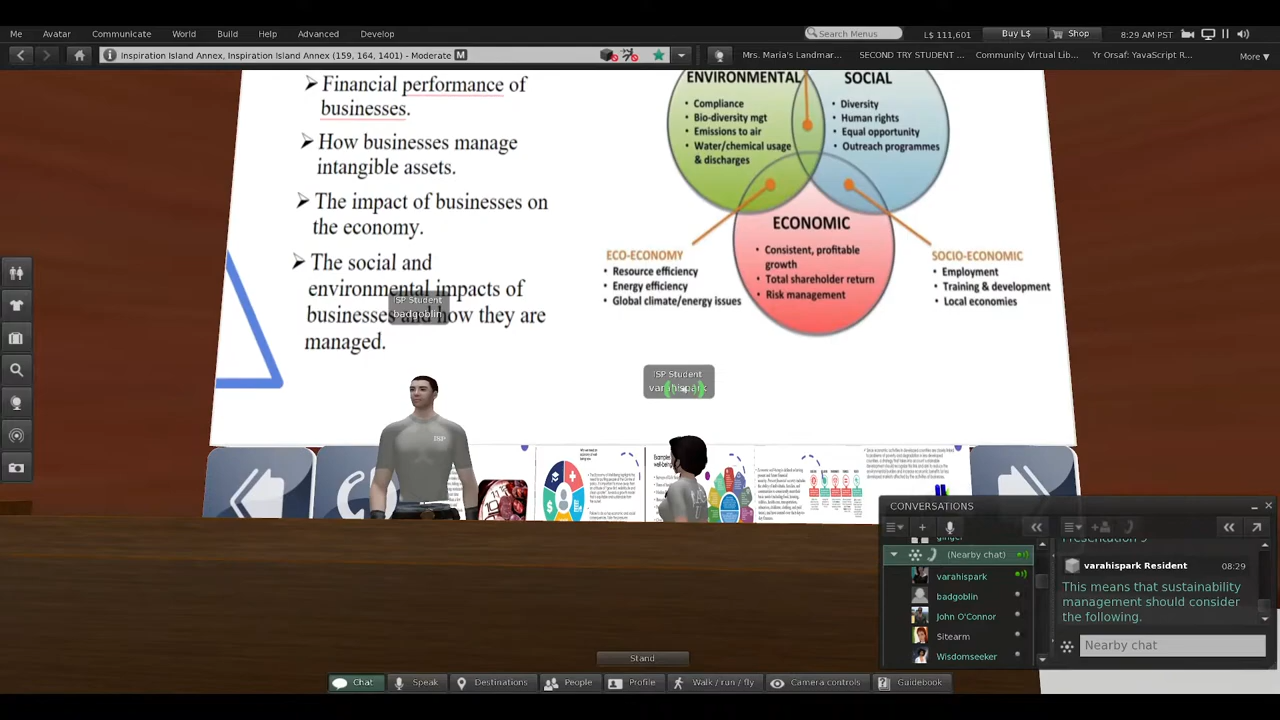 Me Avatar Communicate World Build Help Advanced Develop
Search Menus L$ 111,601 Buy L$ Shop 8:29 AM PST
Inspiration Island Annex, Inspiration Island Annex (159, 164, 1401) - Moderate M
Mrs. Maria's Landmar... SECOND TRY STUDENT ... Community Virtual Lib... Yr Orsaf: YavaScript R... More
Financial performance of
businesses.
How businesses manage
intangible assets.
The impact of businesses on
the economy.
The social and
environmental impacts of
businesses and how they are
managed.
ENVIRONMENTAL
• Compliance
• Bio-diversity mgt
• Emissions to air
• Water/chemical usage
& discharges
SOCIAL
• Diversity
• Human rights
• Equal opportunity
• Outreach programmes
ECONOMIC
• Consistent, profitable
growth
• Total shareholder return
• Risk management
ECO-ECONOMY
• Resource efficiency
• Energy efficiency
• Global climate/energy issues
SOCIO-ECONOMIC
• Employment
• Training & development
• Local economies
ISP Student
badgoblin
ISP Student
varahispark
ISP
CONVERSATIONS
ginger
(Nearby chat)
varahispark
badgoblin
John O'Connor
Sitearm
Wisdomseeker
Presentation 9
varahispark Resident 08:29
This means that sustainability
management should consider
the following.
Nearby chat
Stand
Chat Speak Destinations People Profile Walk / run / fly Camera controls Guidebook